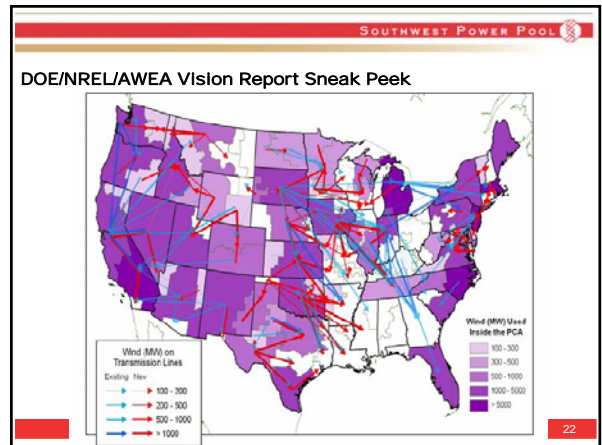 SOUTHWEST POWER POOL
DOE/NREL/AWEA Vision Report Sneak Peek
Wind (MW) Used
Inside the PCA
100 - 300
300 - 500
500 - 1000
1000 - 5000
> 5000
Wind (MW) on
Transmission Lines
Existing New
100 - 200
200 - 500
500 - 1000
> 1000
22